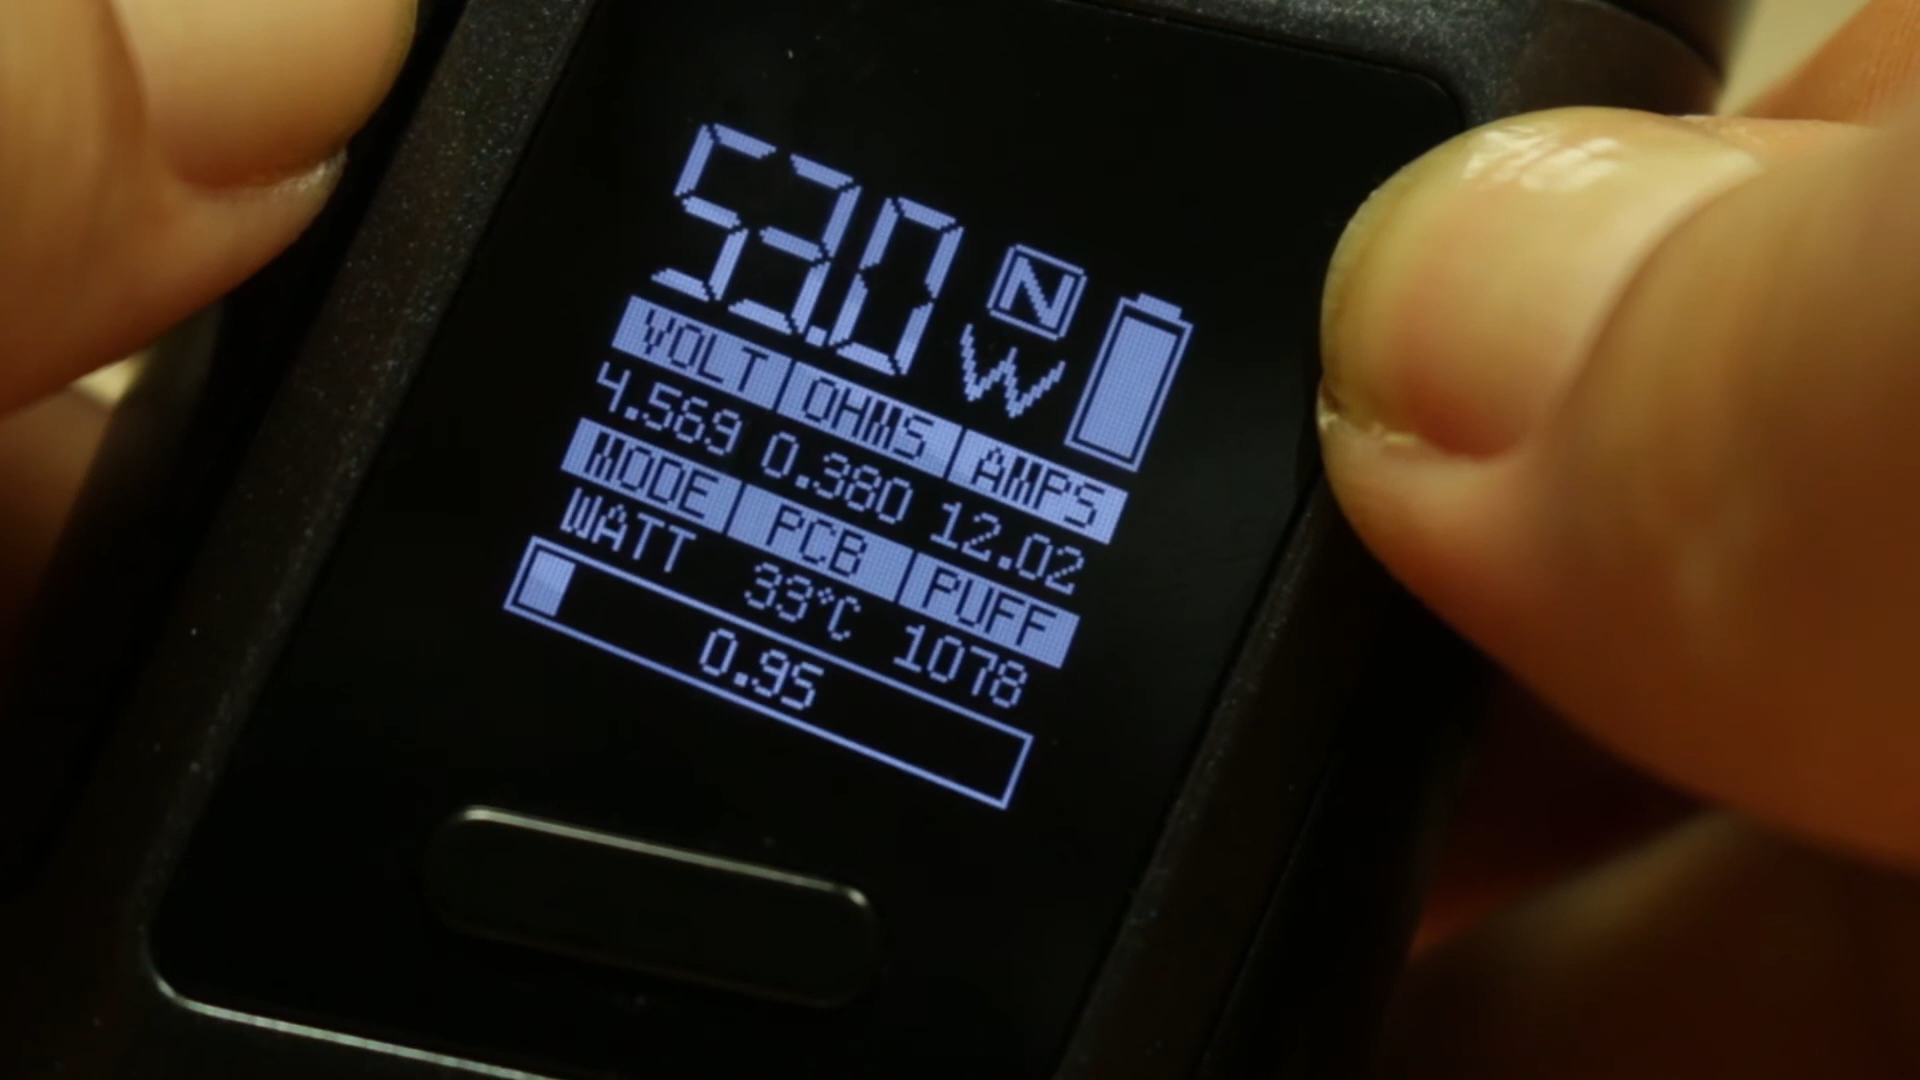 53.0 N W
VOLT OHMS AMPS
4.569 0.380 12.02
MODE PCB PUFF
WATT 33°C 1078
0.95